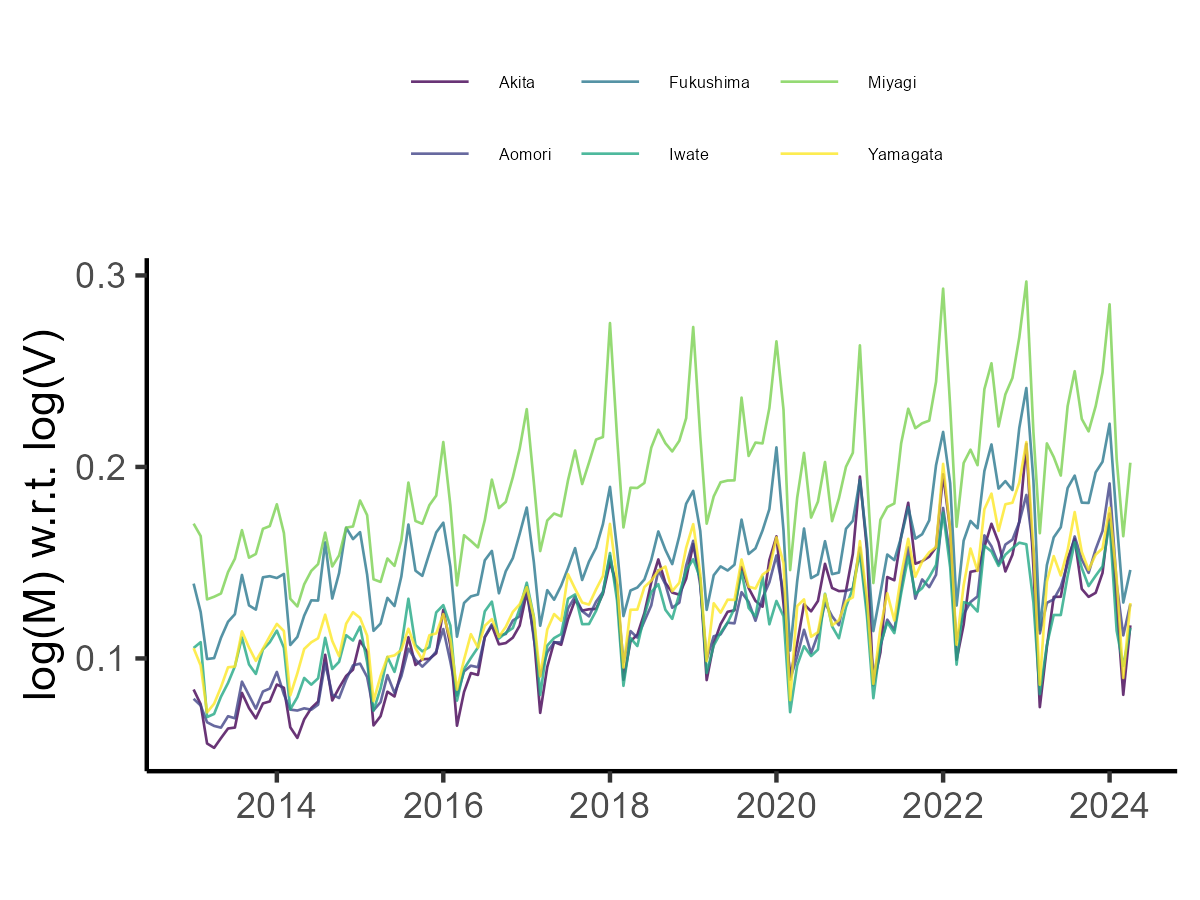 Akita Fukushima Miyagi
Aomori Iwate Yamagata
log(M) w.r.t. log(V)
0.3
0.2
0.1
2014 2016 2018 2020 2022 2024